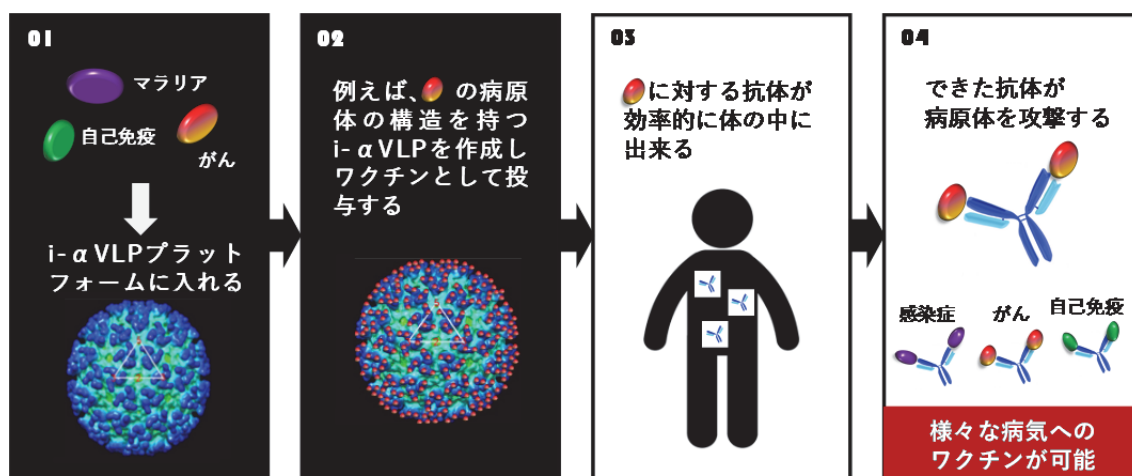 01
マラリア
自己免疫
がん
i-αVLPプラット
フォームに入れる
02
例えば、の病原
体の構造を持つ
i-αVLPを作成し
ワクチンとして投
与する
03
に対する抗体が
効率的に体の中に
出来る
04
できた抗体が
病原体を攻撃する
感染症
がん
自己免疫
様々な病気への
ワクチンが可能